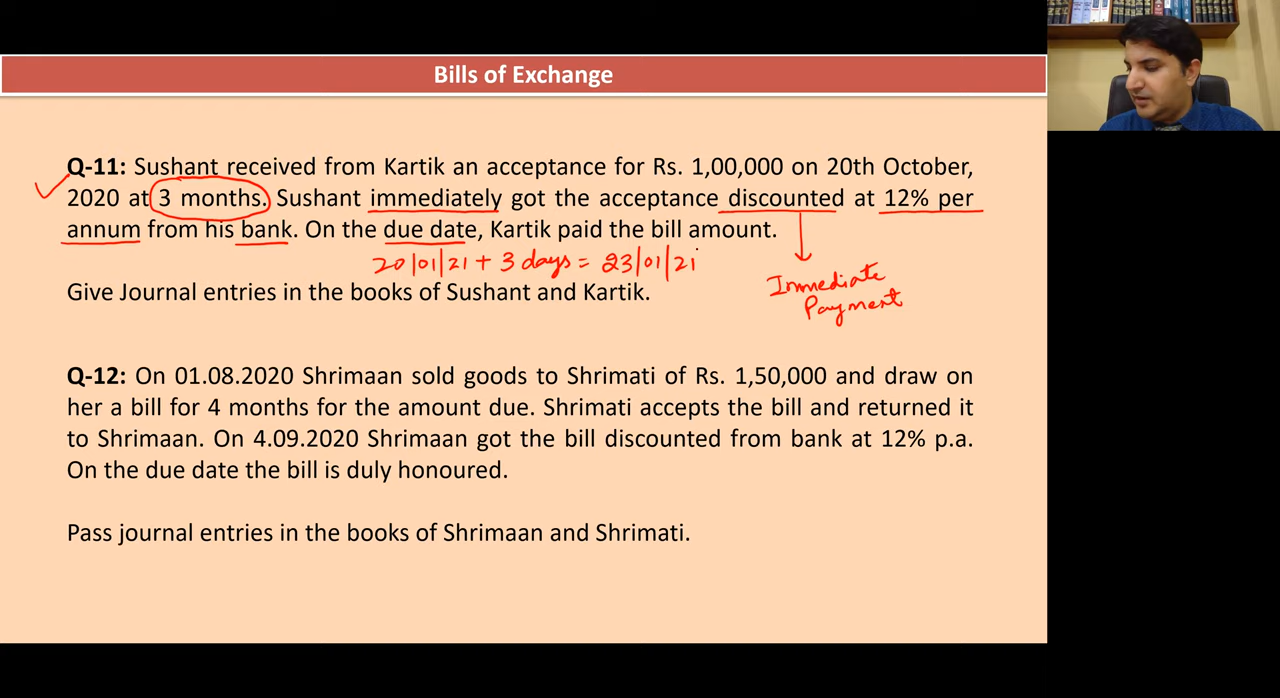 Bills of Exchange
Q-11: Sushant received from Kartik an acceptance for Rs. 1,00,000 on 20th October,
2020 at 3 months. Sushant immediately got the acceptance discounted at 12% per
annum from his bank. On the due date, Kartik paid the bill amount.
20/01/21 + 3 days = 23/01/21
Immediate
Payment
Give Journal entries in the books of Sushant and Kartik.
Q-12: On 01.08.2020 Shrimaan sold goods to Shrimati of Rs. 1,50,000 and draw on
her a bill for 4 months for the amount due. Shrimati accepts the bill and returned it
to Shrimaan. On 4.09.2020 Shrimaan got the bill discounted from bank at 12% p.a.
On the due date the bill is duly honoured.
Pass journal entries in the books of Shrimaan and Shrimati.